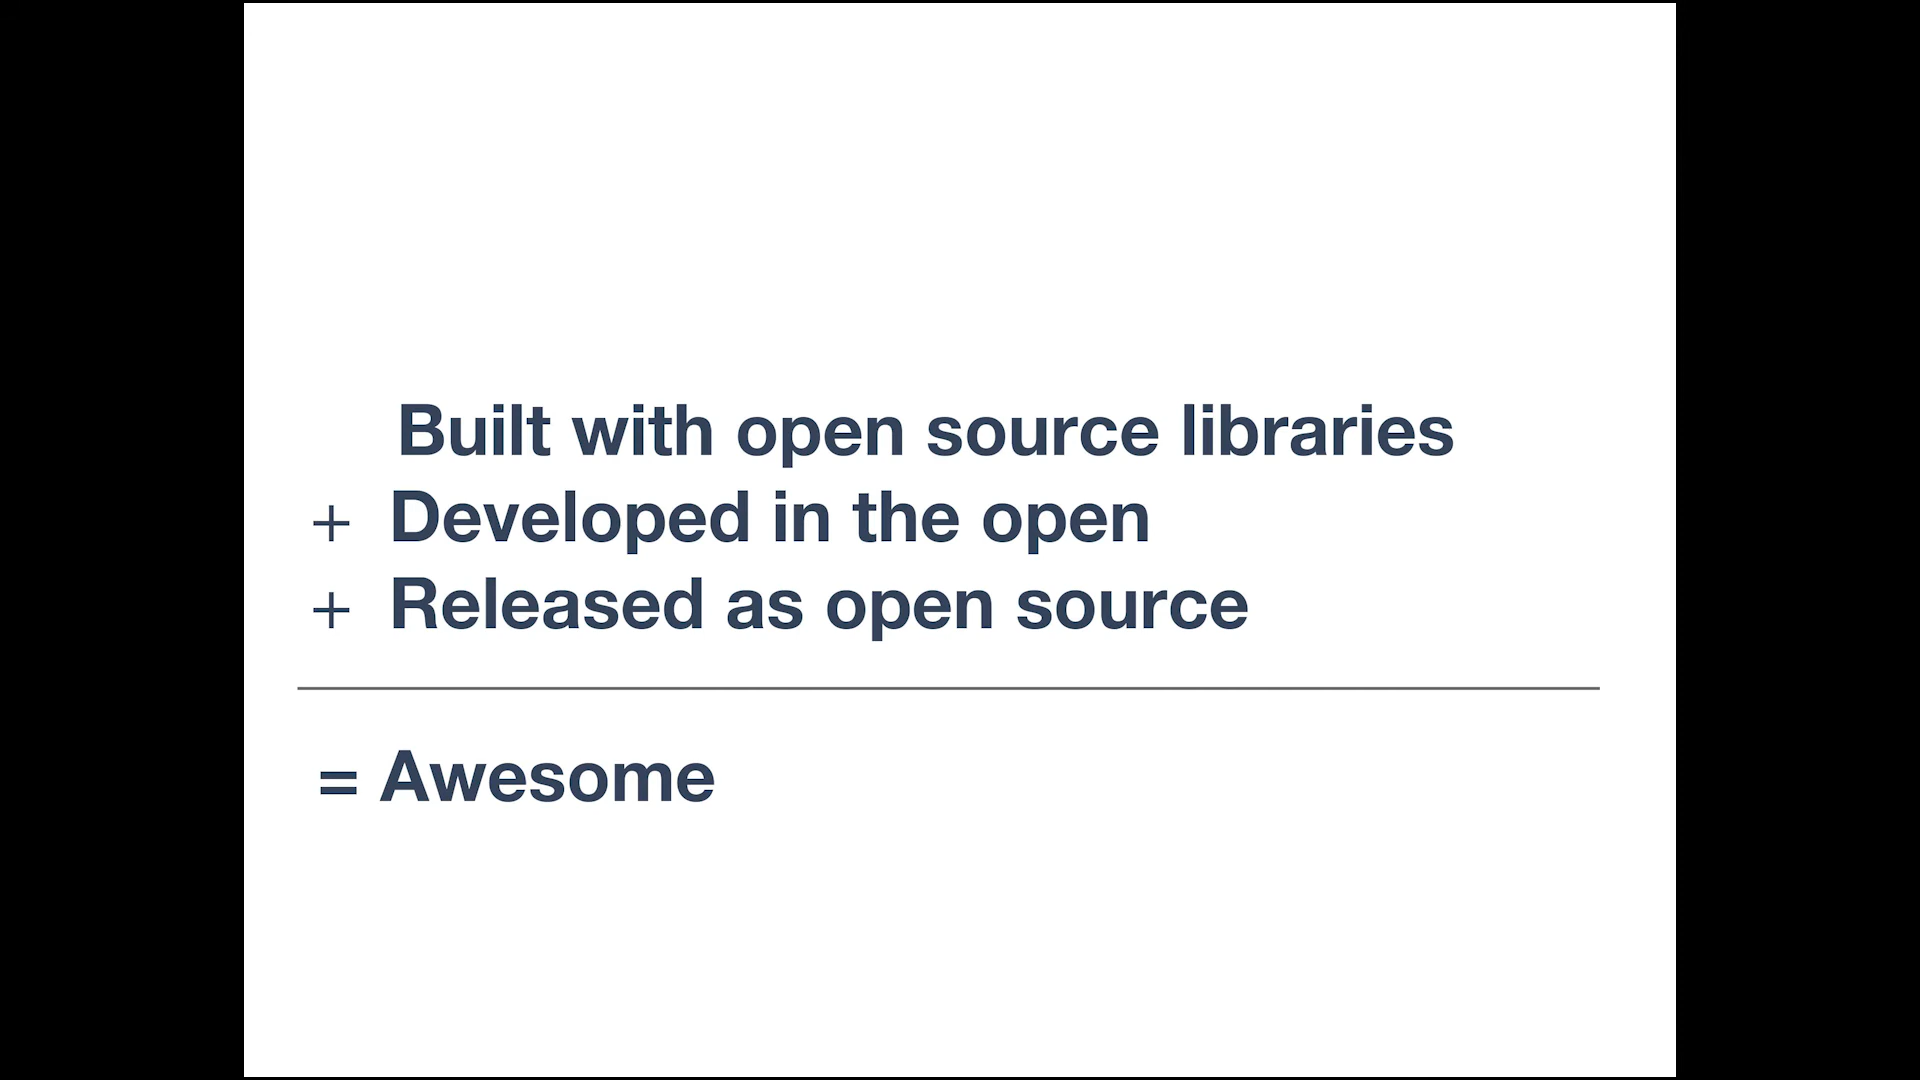 Built with open source libraries
+ Developed in the open
+ Released as open source
= Awesome